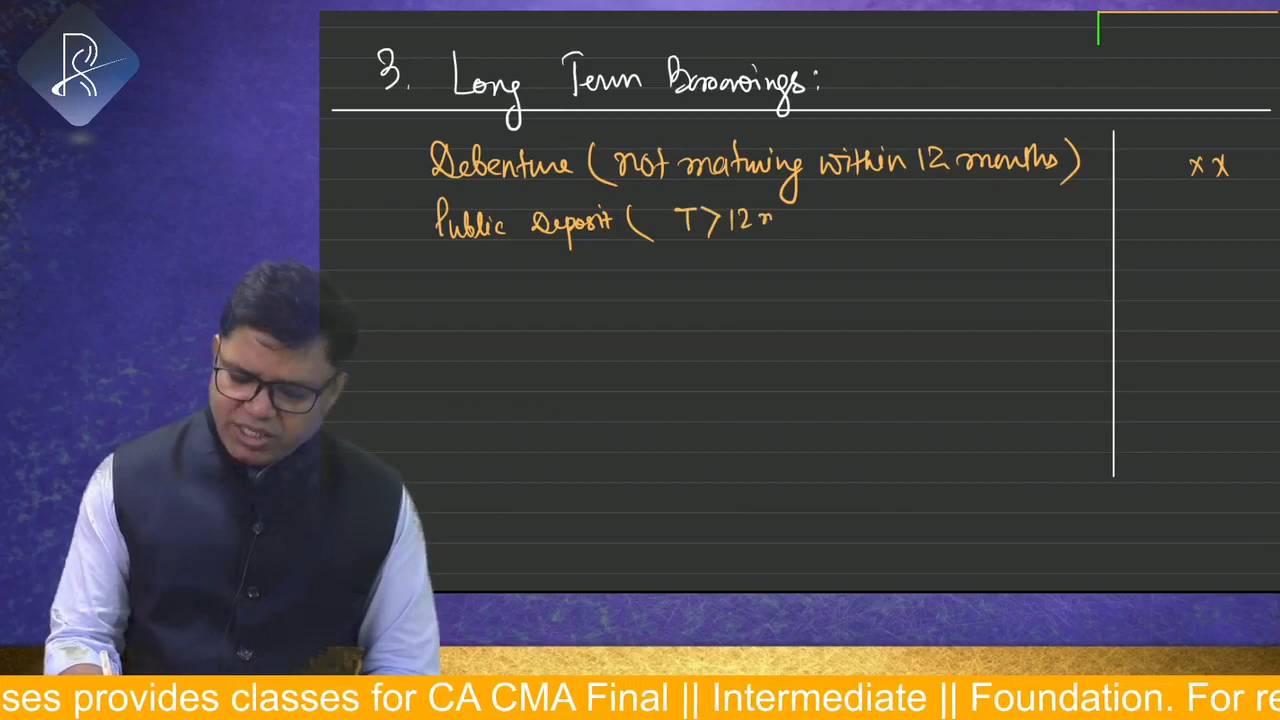 3. Long Term Borrowings:
Debenture (not maturing within 12 months) xx
Public Deposit ( T>12
ses provides classes for CA CMA Final || Intermediate || Foundation. For re